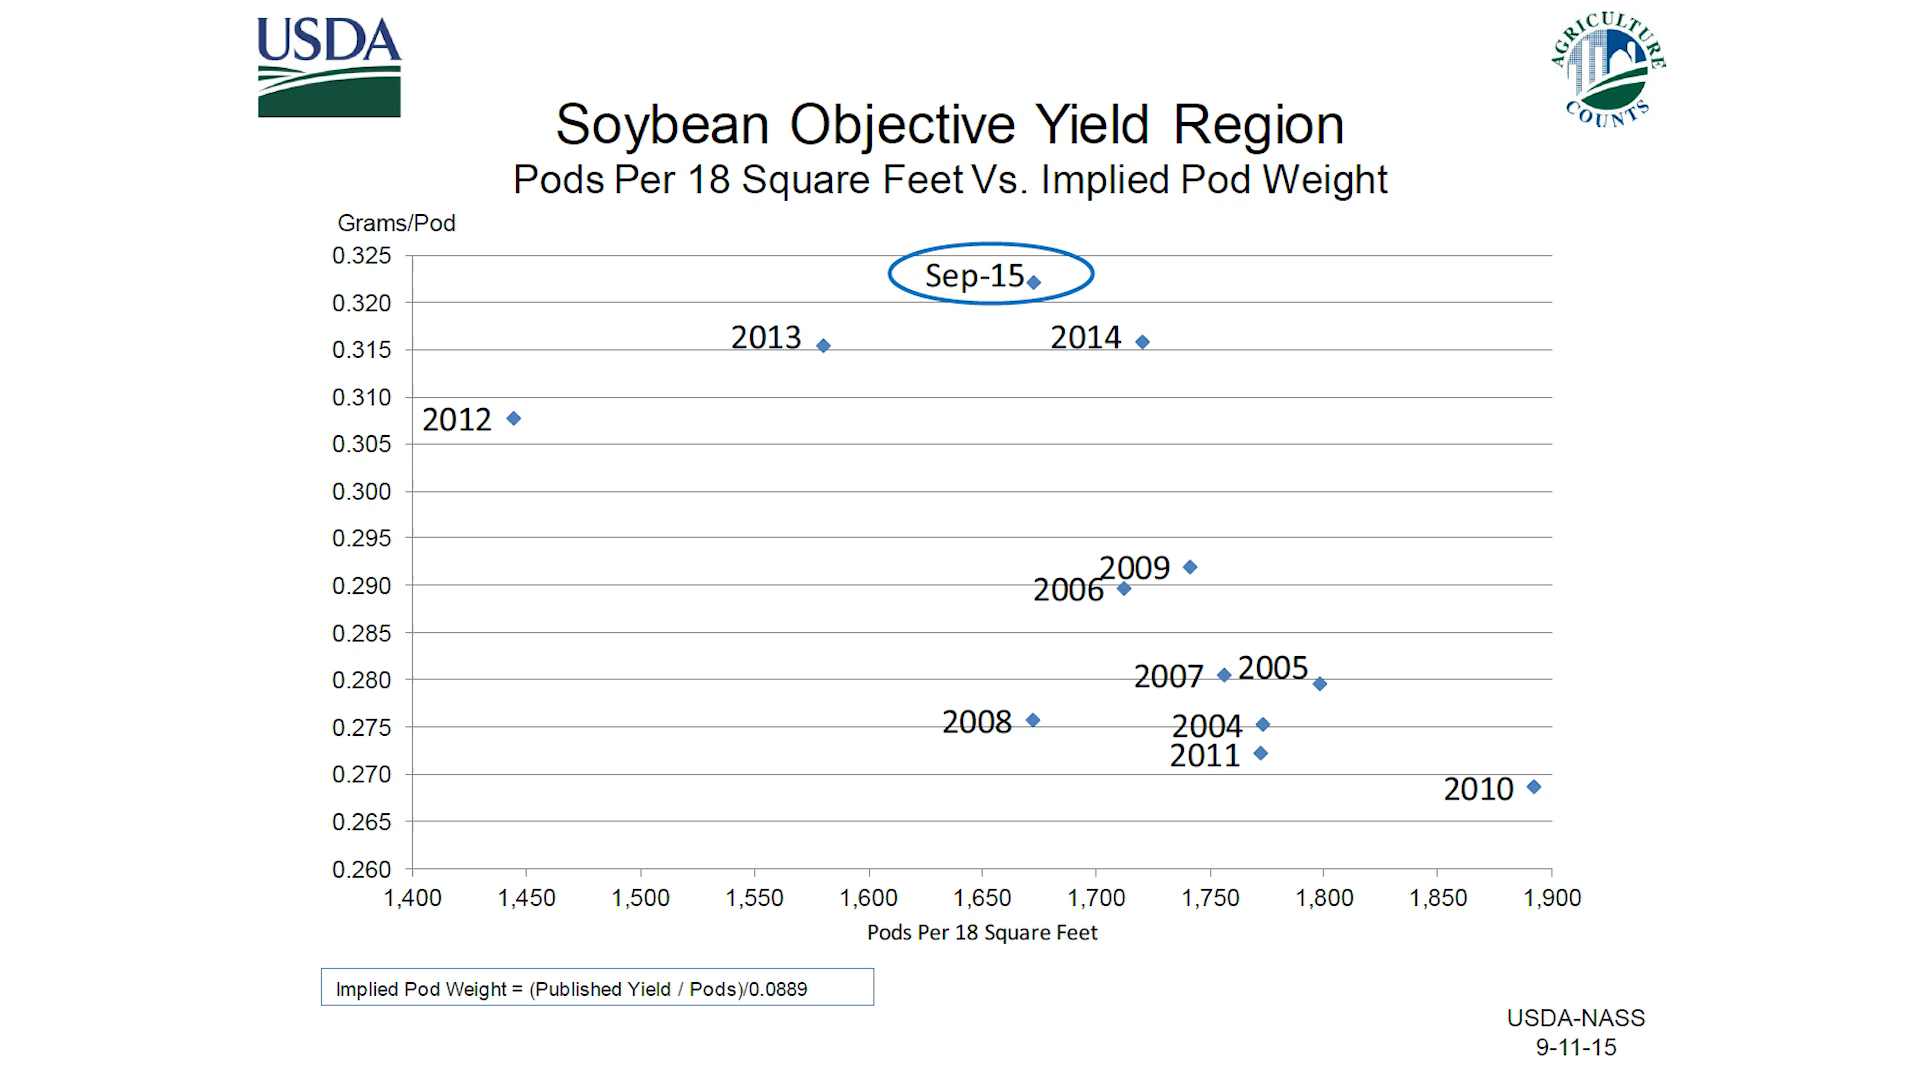 USDA
AGRICULTURE
COUNTS
Soybean Objective Yield Region
Pods Per 18 Square Feet Vs. Implied Pod Weight
Grams/Pod
0.325
Sep-15
0.320
2013
2014
0.315
0.310
2012
0.305
0.300
0.295
2009
0.290
2006
0.285
2005
0.280
2007
2008
0.275
2004
2011
0.270
2010
0.265
0.260
1,400 1,450 1,500 1,550 1,600 1,650 1,700 1,750 1,800 1,850 1,900
Pods Per 18 Square Feet
Implied Pod Weight = (Published Yield / Pods)/0.0889
USDA-NASS
9-11-15